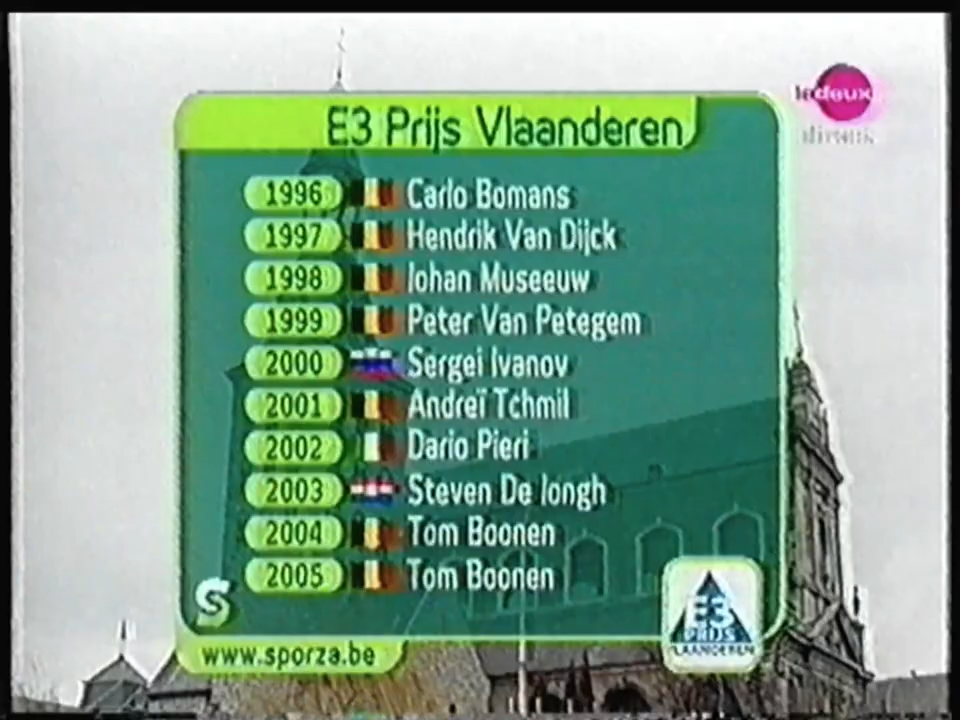 ladeux
direct
E3 Prijs Vlaanderen
1996 Carlo Bomans
1997 Hendrik Van Dijck
1998 Johan Museeuw
1999 Peter Van Petegem
2000 Sergei Ivanov
2001 Andreï Tchmil
2002 Dario Pieri
2003 Steven De Jongh
2004 Tom Boonen
2005 Tom Boonen
S
E3
PRIJS
VLAANDEREN
www.sporza.be